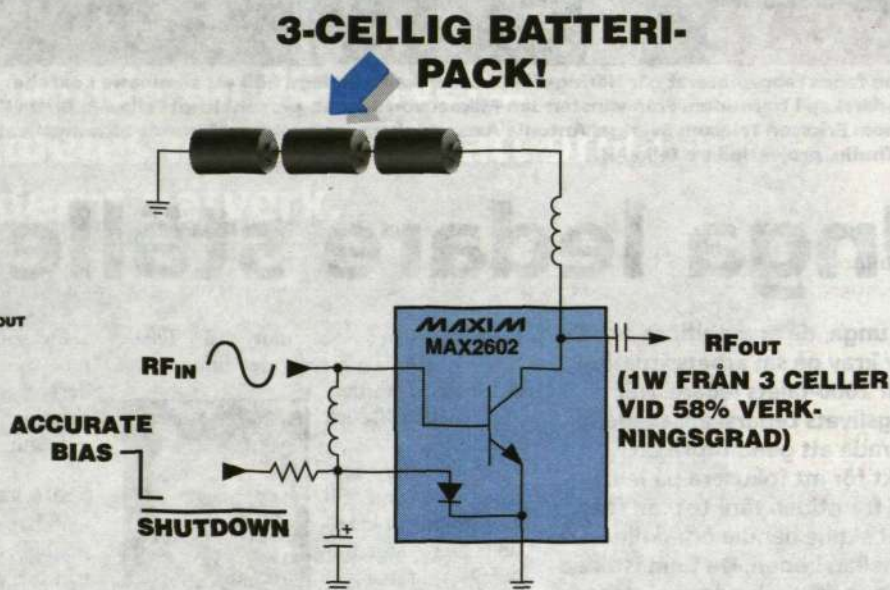 3-CELLIG BATTERI-
PACK!
MAXIM
MAX2602
OUT
RFIN
RFOUT
(1W FRÅN 3 CELLER
VID 58% VERK-
NINGSGRAD)
ACCURATE
BIAS
SHUTDOWN
+